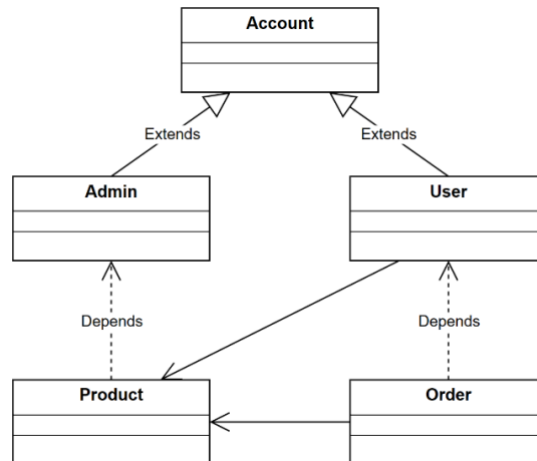 Account
Extends
Extends
Admin
User
Depends
Depends
Product
Order